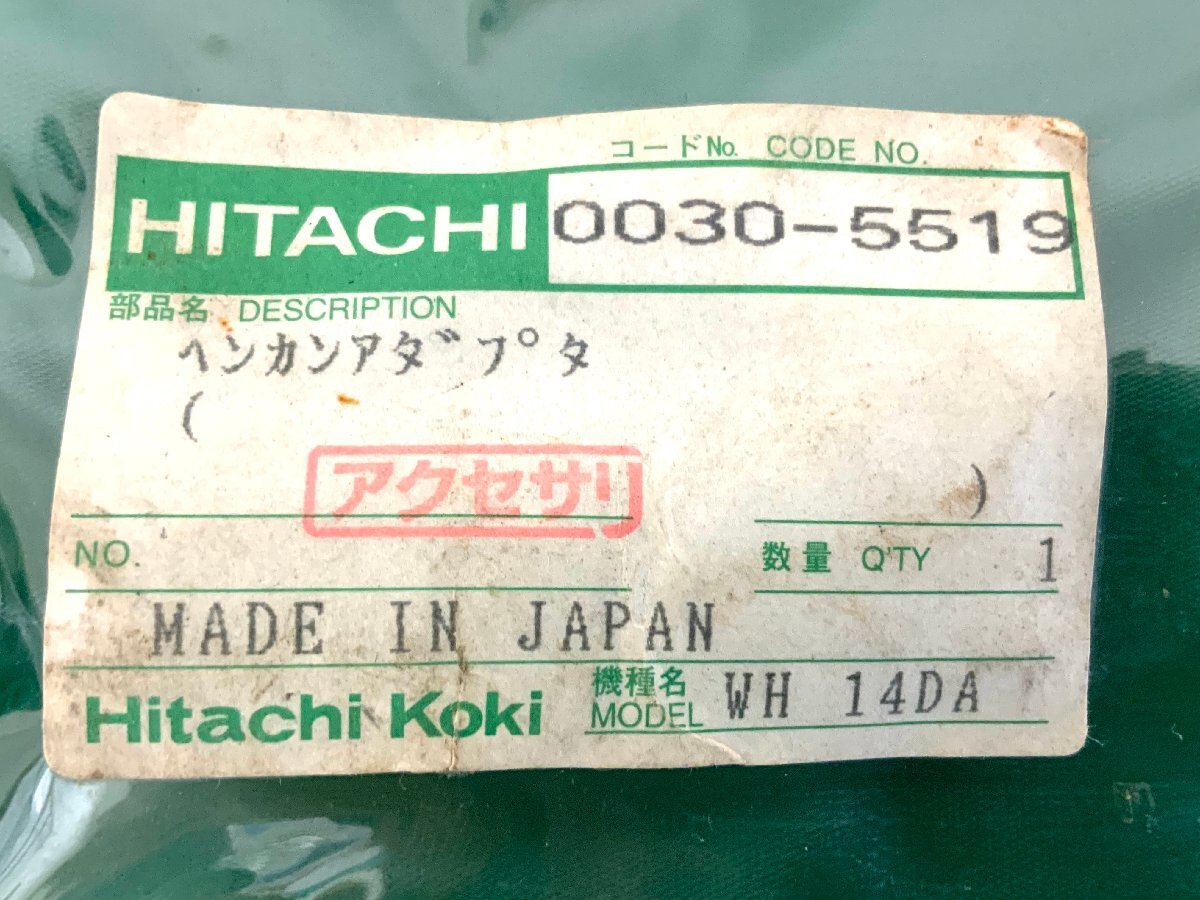 コードNo. CODE NO.
HITACHI 0030-5519
部品名 DESCRIPTION
ヘンカンアダプタ
( )
アクセサリ
NO. 数量 Q'TY 1
MADE IN JAPAN
Hitachi Koki 機種名 MODEL WH 14DA